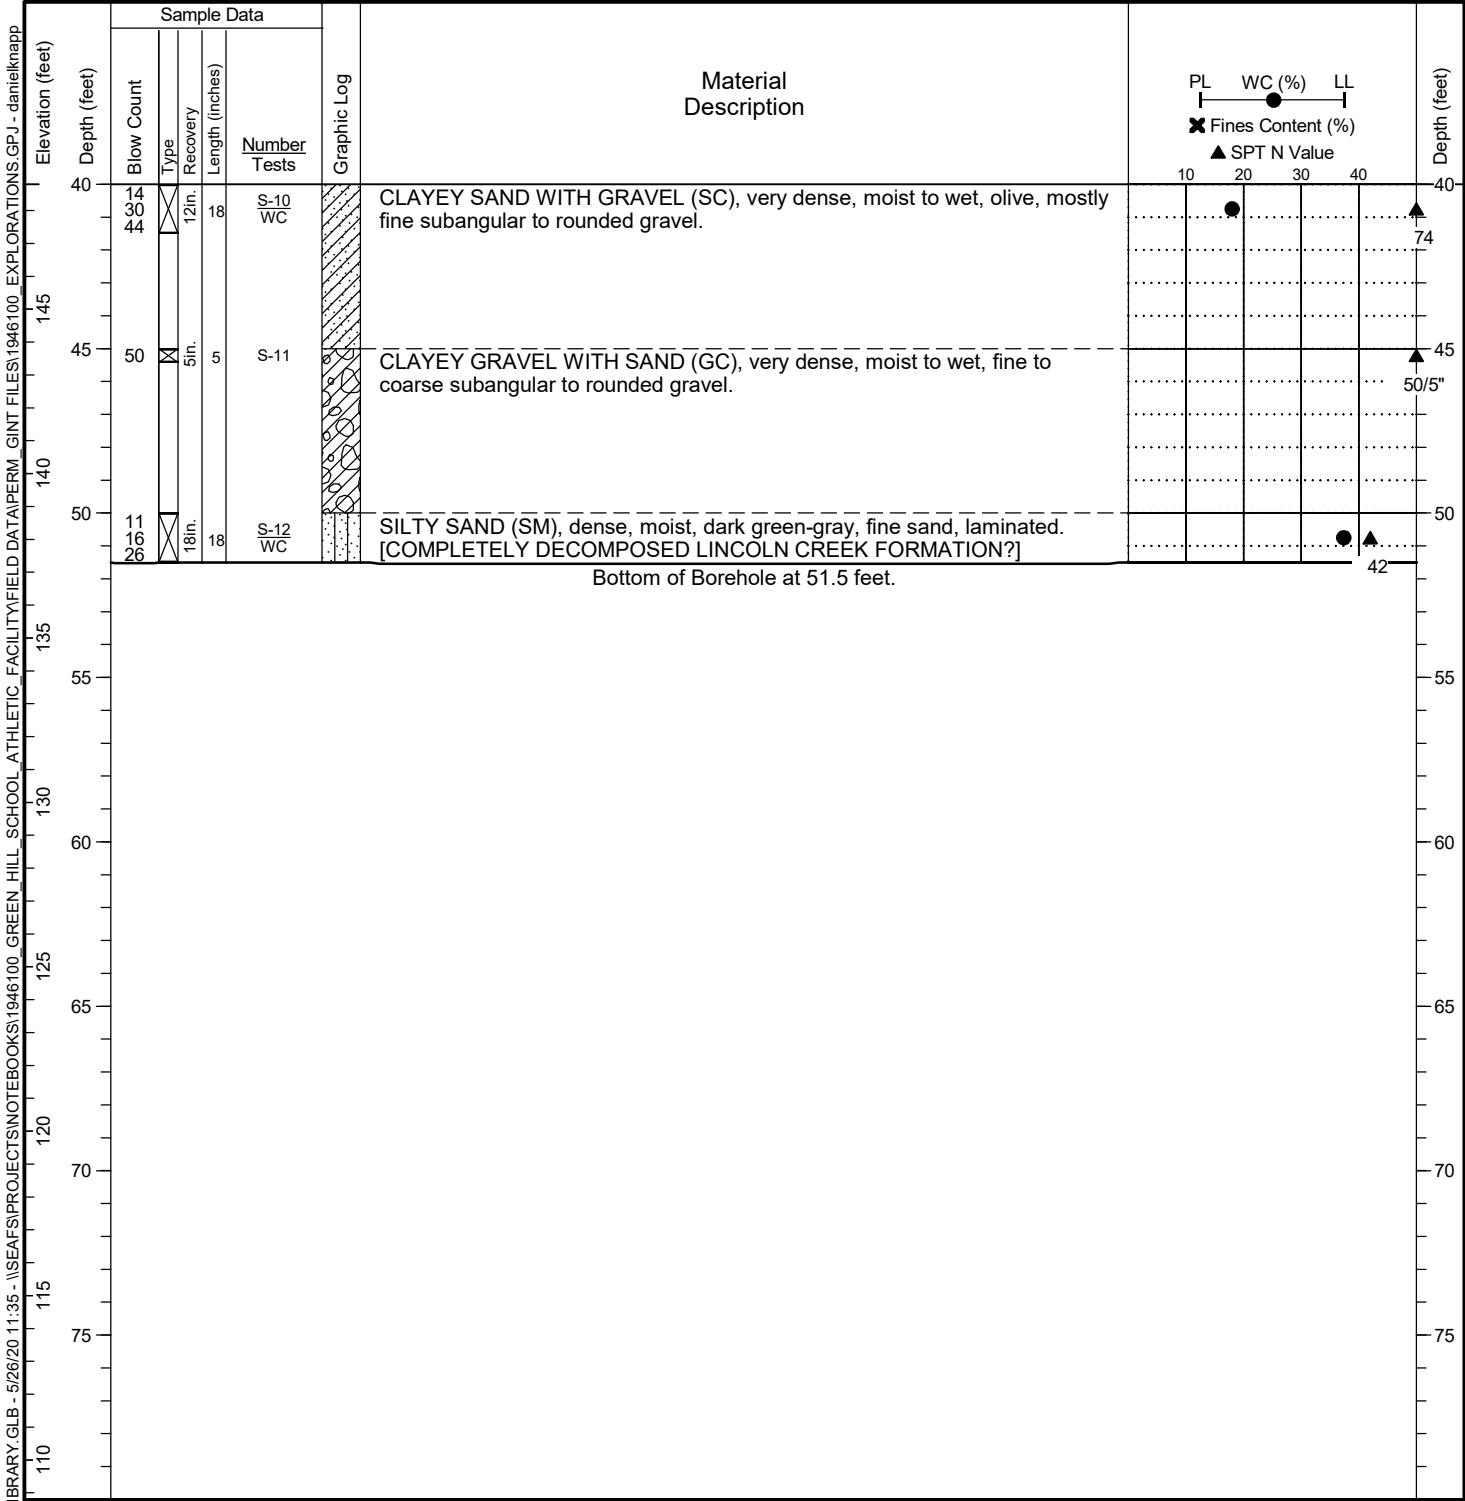 IBRARY.GLB - 5/26/20 11:35 - \\SEAFS\PROJECTS\NOTEBOOKS\1946100_GREEN_HILL_SCHOOL_ATHLETIC_FACILITY\FIELD DATA\PERM_GINT FILES\1946100_EXPLORATIONS.GPJ - danielknapp
Elevation (feet)
Depth (feet)
Sample Data
Blow Count
Type
Recovery
Length (inches)
Number
Tests
Graphic Log
Material
Description
PL WC (%) LL
Fines Content (%)
SPT N Value
10 20 30 40
Depth (feet)
40
14
30
44
12in.
18
S-10
WC
CLAYEY SAND WITH GRAVEL (SC), very dense, moist to wet, olive, mostly
fine subangular to rounded gravel.
74
40
145
45
50
5in.
5
S-11
CLAYEY GRAVEL WITH SAND (GC), very dense, moist to wet, fine to
coarse subangular to rounded gravel.
50/5"
45
140
50
11
16
26
18in.
18
S-12
WC
SILTY SAND (SM), dense, moist, dark green-gray, fine sand, laminated.
[COMPLETELY DECOMPOSED LINCOLN CREEK FORMATION?]
42
50
Bottom of Borehole at 51.5 feet.
135
55
55
130
60
60
125
65
65
120
70
70
115
75
75
110